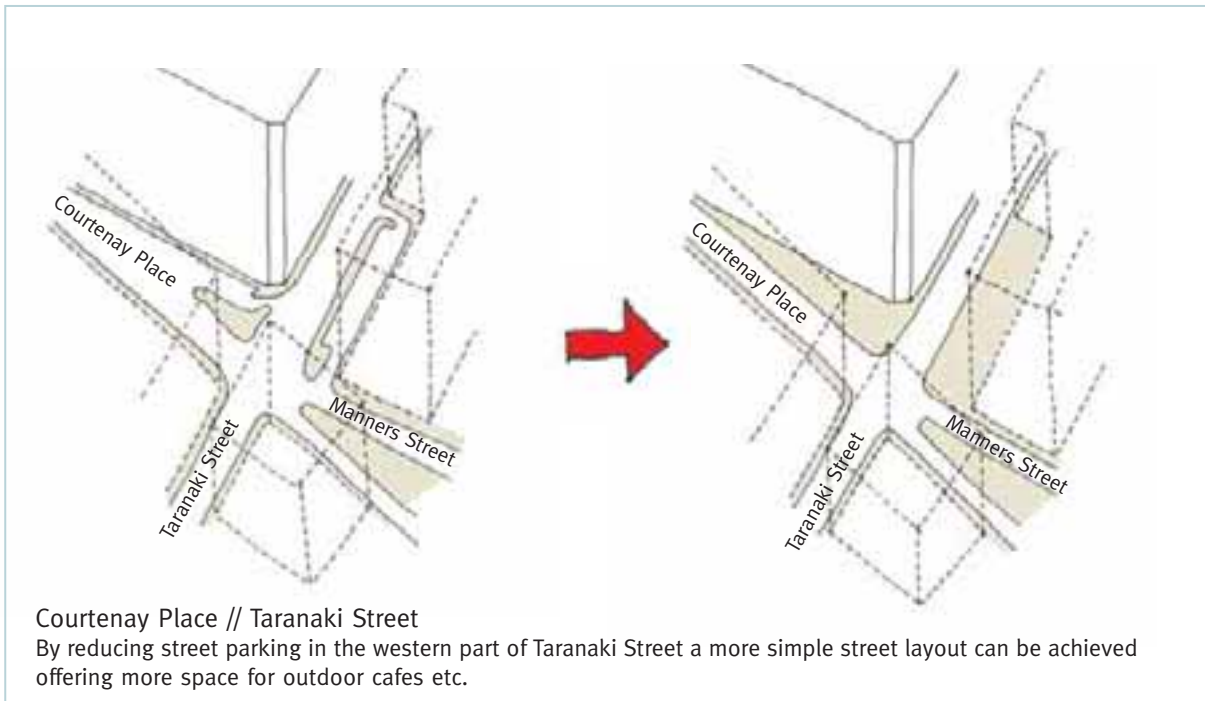 Courtenay Place
Taranaki Street
Manners Street
Courtenay Place
Taranaki Street
Manners Street
Courtenay Place // Taranaki Street
By reducing street parking in the western part of Taranaki Street a more simple street layout can be achieved
offering more space for outdoor cafes etc.